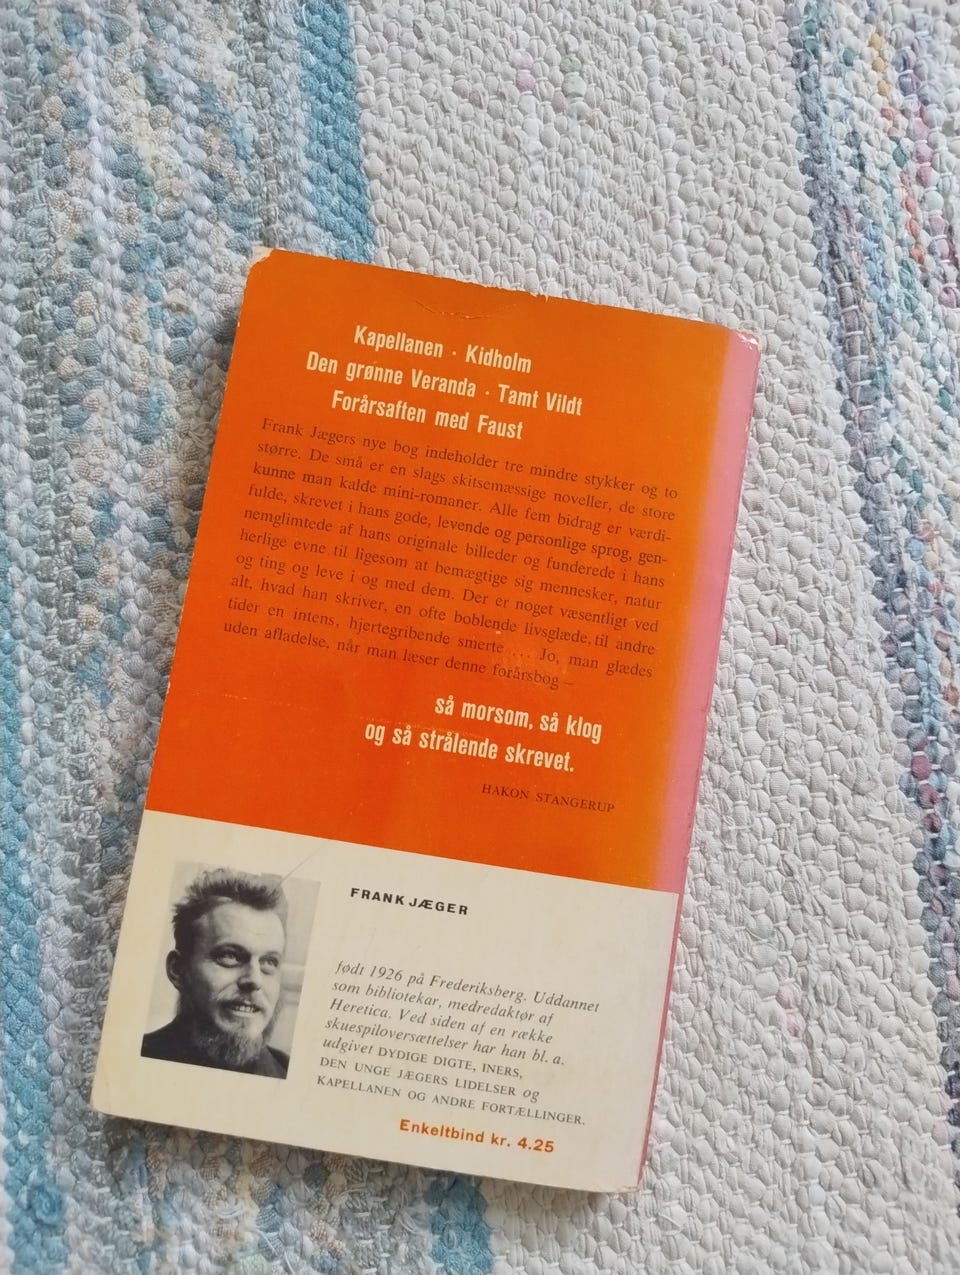 Kapellanen · Kidholm
Den grønne Veranda · Tamt Vildt
Forårsaften med Faust
Frank Jægers nye bog indeholder tre mindre stykker og to
større. De små er en slags skitsemæssige noveller, de store
kunne man kalde mini-romaner. Alle fem bidrag er værdi-
fulde, skrevet i hans gode, levende og personlige sprog, gen-
nemglimtede af hans originale billeder og funderede i hans
herlige evne til ligesom at bemægtige sig mennesker, natur
og ting og leve i og med dem. Der er noget væsentligt ved
alt, hvad han skriver, en ofte boblende livsglæde, til andre
tider en intens, hjertegribende smerte ... Jo, man glædes
uden afladelse, når man læser denne forårsbog —
så morsom, så klog
og så strålende skrevet.
HAKON STANGERUP
FRANK JÆGER
født 1926 på Frederiksberg. Uddannet
som bibliotekar, medredaktør af
Heretica. Ved siden af en række
skuespiloversættelser har han bl. a.
udgivet DYDIGE DIGTE, INERS,
DEN UNGE JÆGERS LIDELSER og
KAPELLANEN OG ANDRE FORTÆLLINGER.
Enkeltbind kr. 4.25